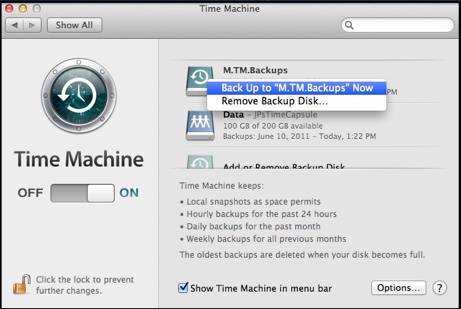 Time Machine
Show All
M.TM.Backups
Back Up to “M.TM.Backups” Now
PM
Remove Backup Disk...
Data – JPsTimeCapsule
100 GB of 200 GB available
Backups: June 10, 2011 – Today, 1:22 PM
Add or Remove Backup Disk
Time Machine
OFF ON
Time Machine keeps:
• Local snapshots as space permits
• Hourly backups for the past 24 hours
• Daily backups for the past month
• Weekly backups for all previous months
The oldest backups are deleted when your disk becomes full.
Click the lock to prevent
further changes.
Show Time Machine in menu bar
Options...
?